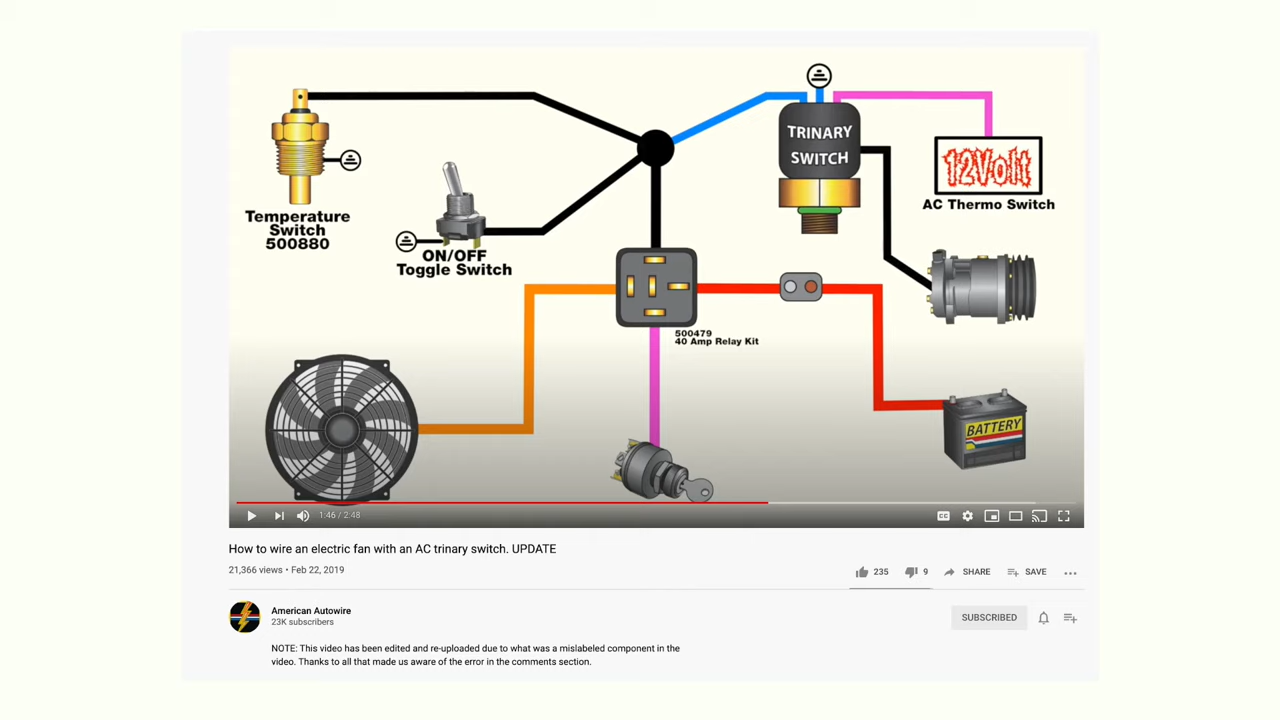 TRINARY
SWITCH
12Volt
AC Thermo Switch
Temperature
Switch
500880
ON/OFF
Toggle Switch
500479
40 Amp Relay Kit
BATTERY
1:46 / 2:48
CC
How to wire an electric fan with an AC trinary switch. UPDATE
21,366 views • Feb 22, 2019
235
9
SHARE
SAVE
American Autowire
23K subscribers
SUBSCRIBED
NOTE: This video has been edited and re-uploaded due to what was a mislabeled component in the
video. Thanks to all that made us aware of the error in the comments section.